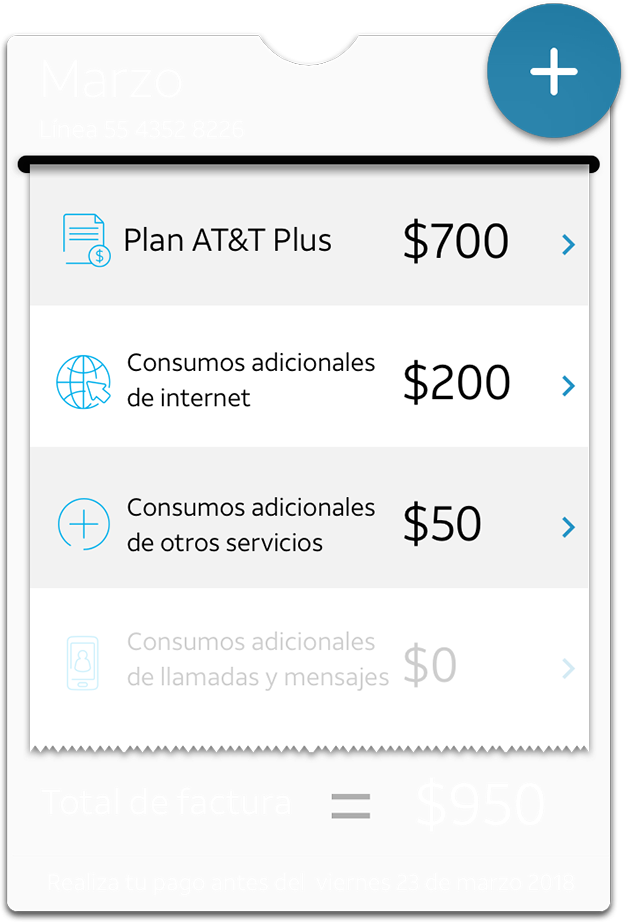 Marzo
Línea 55 4352 8226
Plan AT&T Plus $700
Consumos adicionales
de internet
$200
Consumos adicionales
de otros servicios
$50
Consumos adicionales
de llamadas y mensajes
$0
Total de factura = $950
Realiza tu pago antes del: viernes 23 de marzo 2018